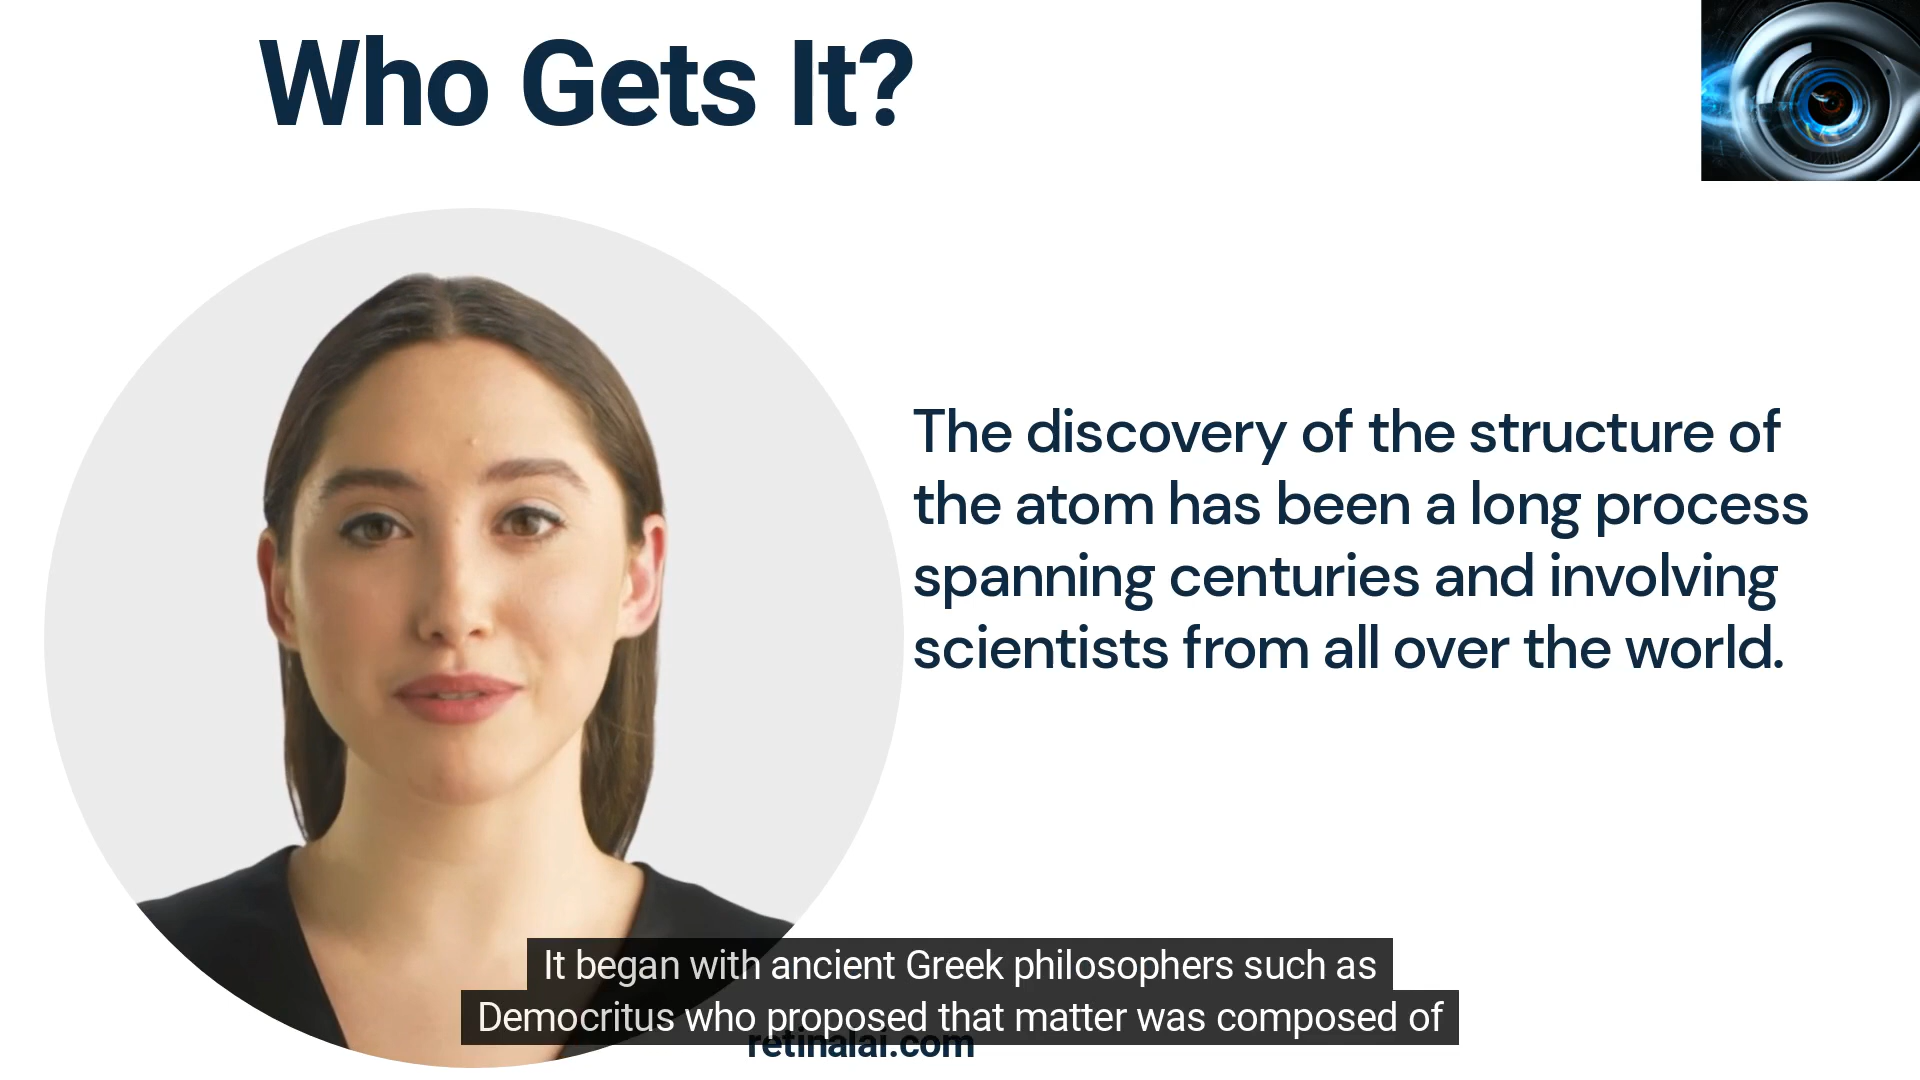 Who Gets It?
The discovery of the structure of
the atom has been a long process
spanning centuries and involving
scientists from all over the world.
It began with ancient Greek philosophers such as
Democritus who proposed that matter was composed of
retinalai.com